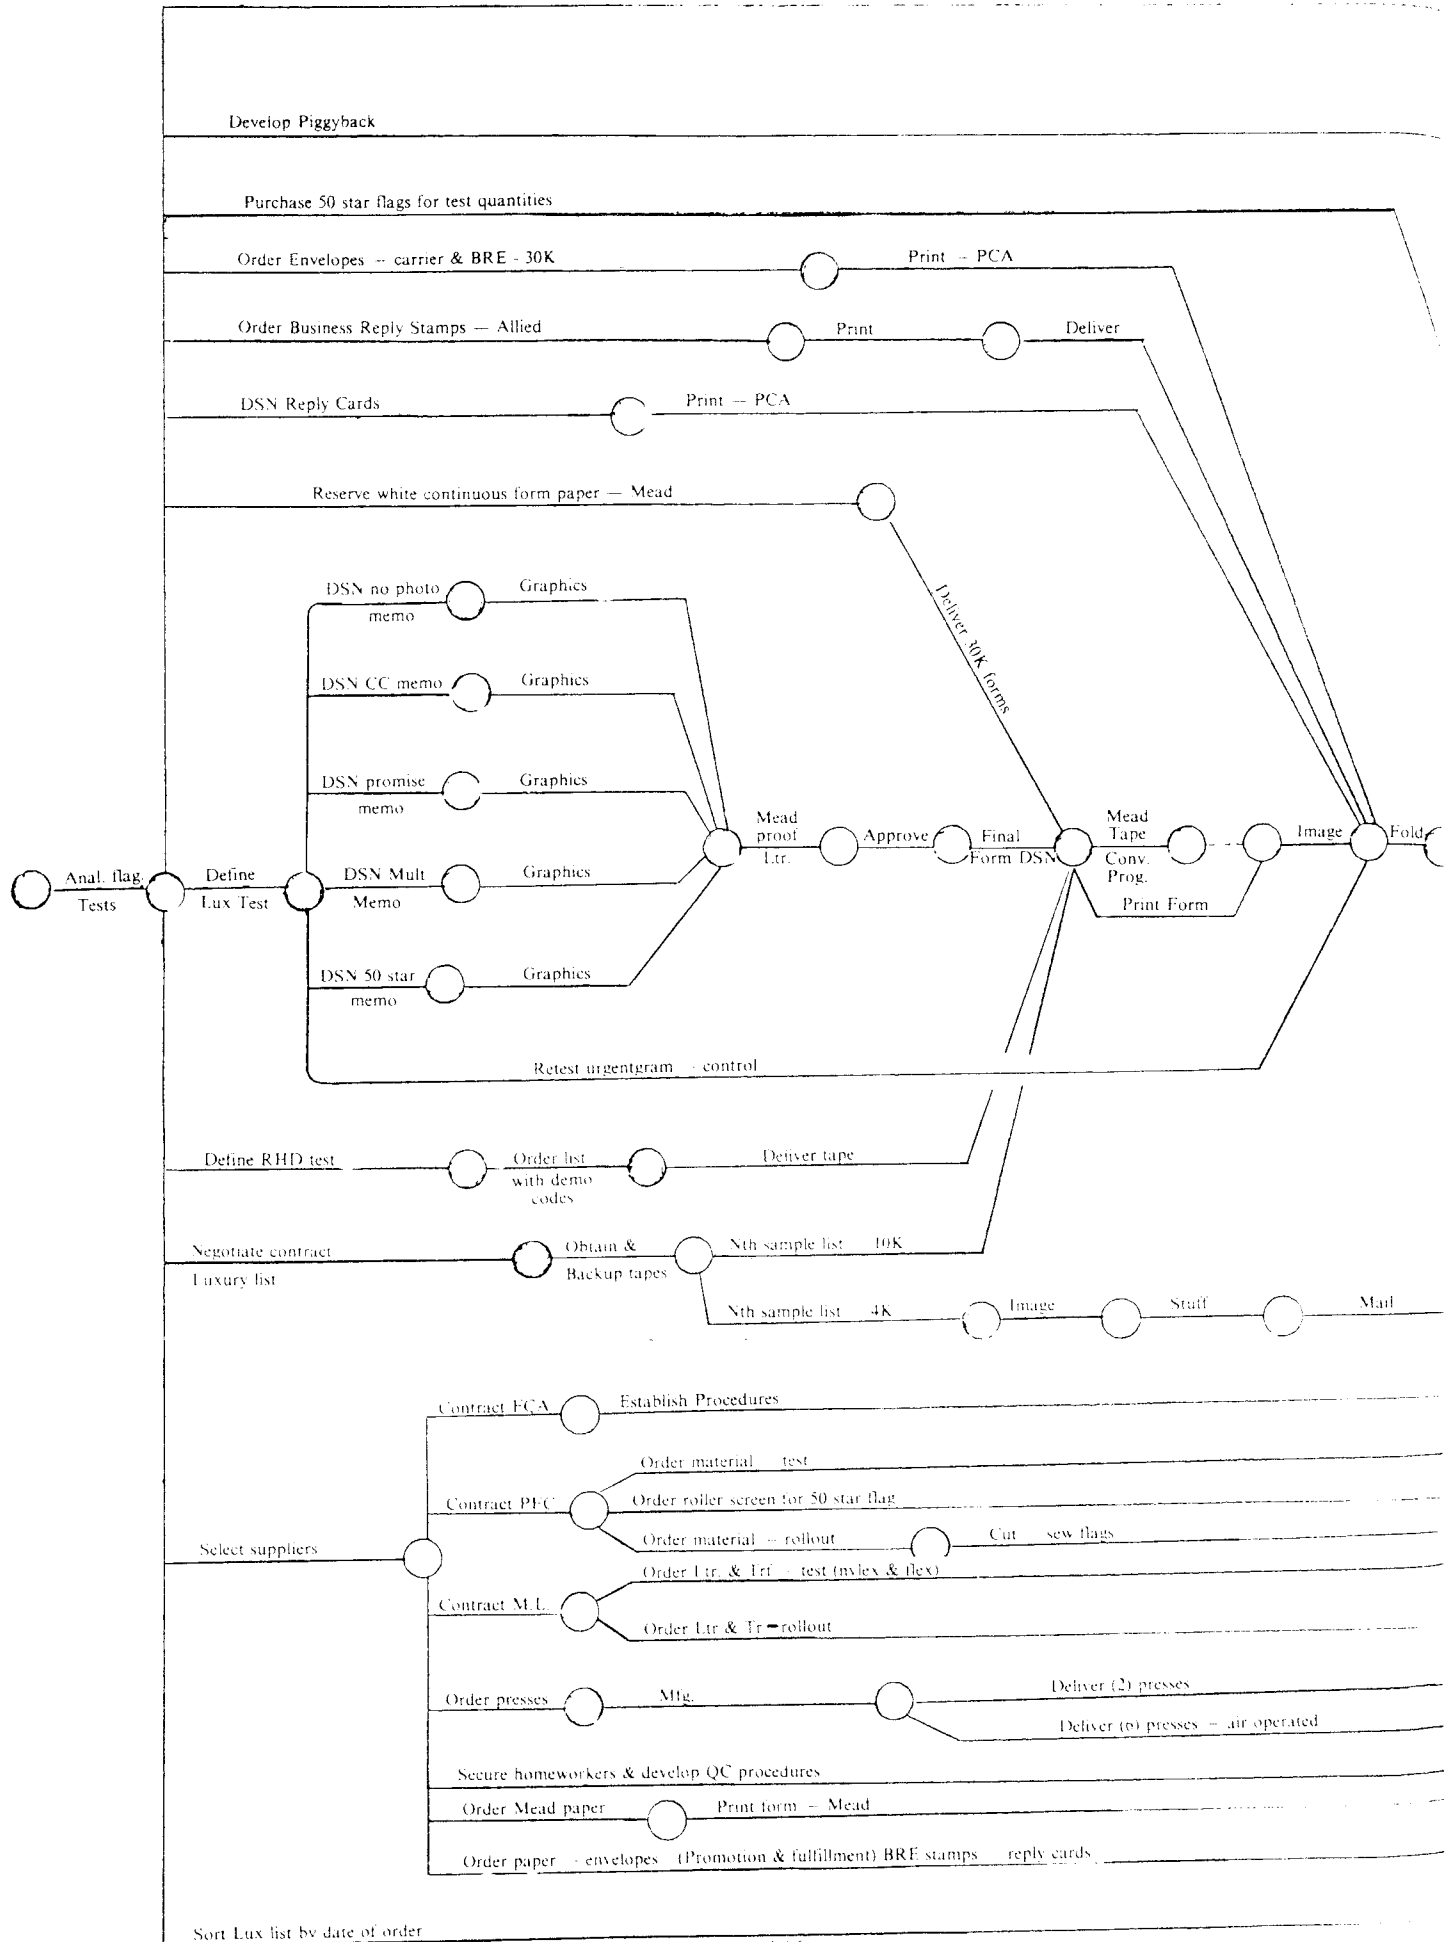 Develop Piggyback
Purchase 50 star flags for test quantities
Order Envelopes – carrier & BRE - 30K
Print – PCA
Order Business Reply Stamps — Allied
Print
Deliver
DSN Reply Cards
Print — PCA
Reserve white continuous form paper — Mead
Deliver 30K forms
DSN no photo
memo
Graphics
DSN CC memo
Graphics
DSN promise
memo
Graphics
DSN Mult
Memo
Graphics
DSN 50 star
memo
Graphics
Anal. flag.
Tests
Define
Lux Test
Mead
proof
Ltr.
Approve
Final
Form DSN
Mead
Tape
Conv.
Prog.
Print Form
Image
Fold
Retest urgentgram - control
Define RHD test
Order list
with demo
codes
Deliver tape
Negotiate contract
Luxury list
Obtain &
Backup tapes
Nth sample list 10K
Nth sample list 4K
Image
Stuff
Mail
Select suppliers
Contract FCA
Establish Procedures
Contract PFC
Order material test
Order roller screen for 50 star flag
Order material – rollout
Cut sew flags
Contract M.L.
Order Ltr. & Trf – test (nylex & flex)
Order Ltr & Tr – rollout
Order presses
Mfg.
Deliver (2) presses
Deliver (6) presses – air operated
Secure homeworkers & develop QC procedures
Order Mead paper
Print form – Mead
Order paper - envelopes (Promotion & fulfillment) BRE stamps reply cards
Sort Lux list by date of order